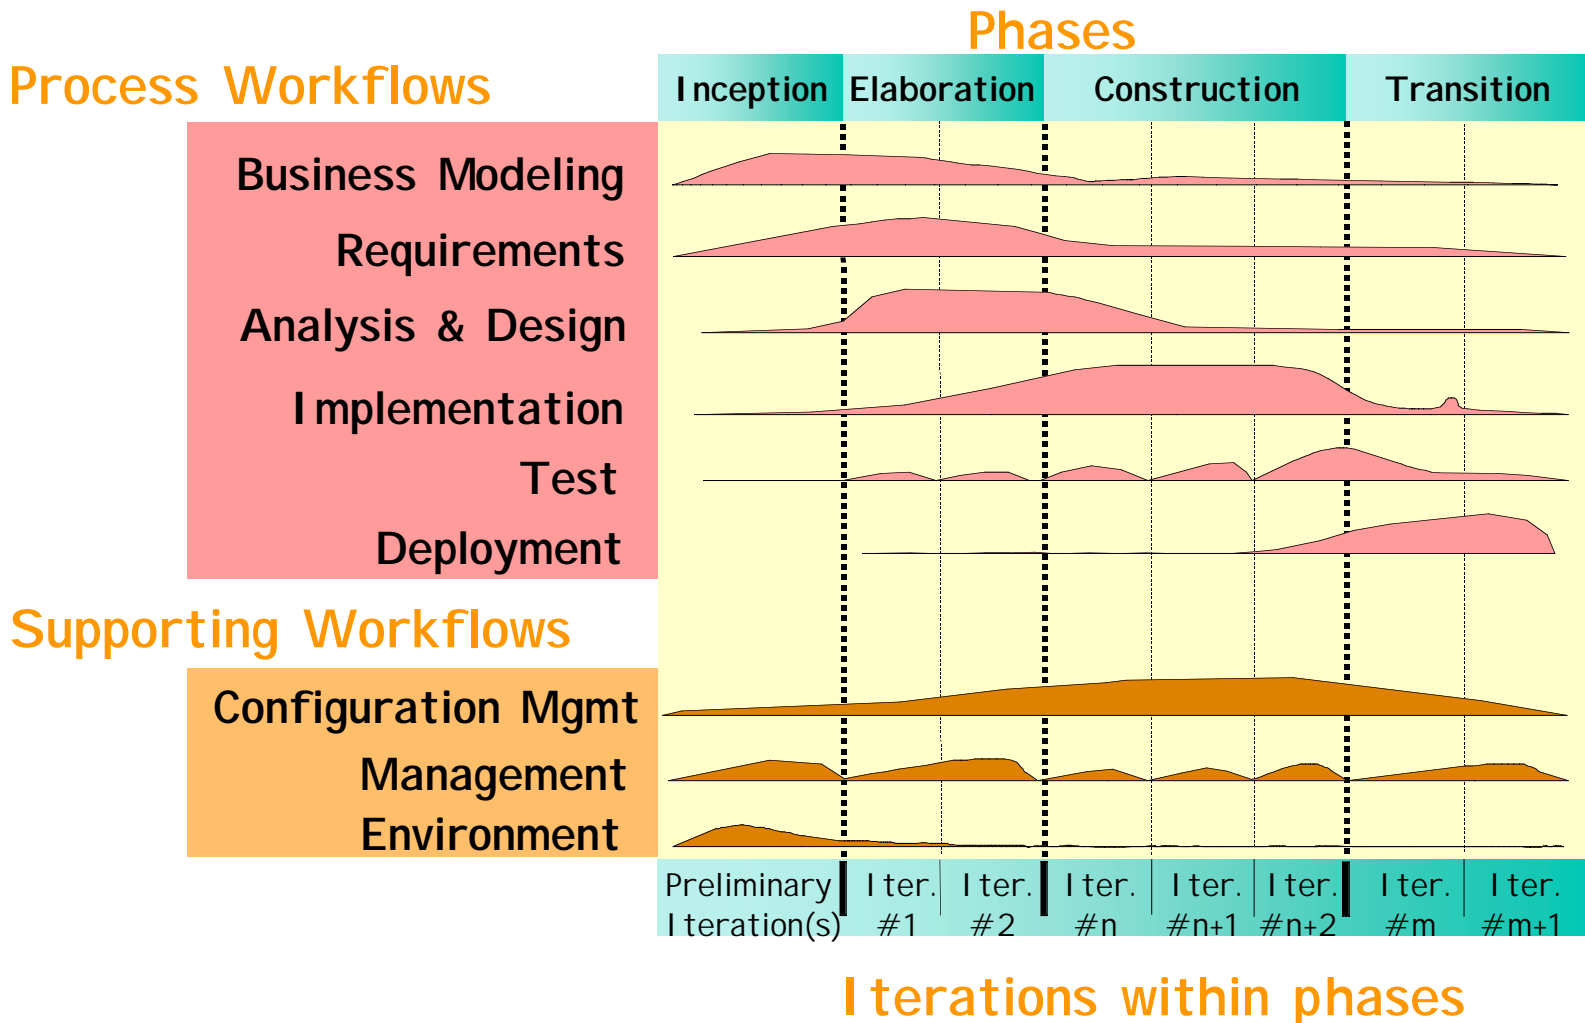 Phases
Process Workflows
Inception Elaboration Construction Transition
Business Modeling
Requirements
Analysis & Design
Implementation
Test
Deployment
Supporting Workflows
Configuration Mgmt
Management
Environment
Preliminary Iteration(s)
Iter. #1
Iter. #2
Iter. #n
Iter. #n+1
Iter. #n+2
Iter. #m
Iter. #m+1
Iterations within phases